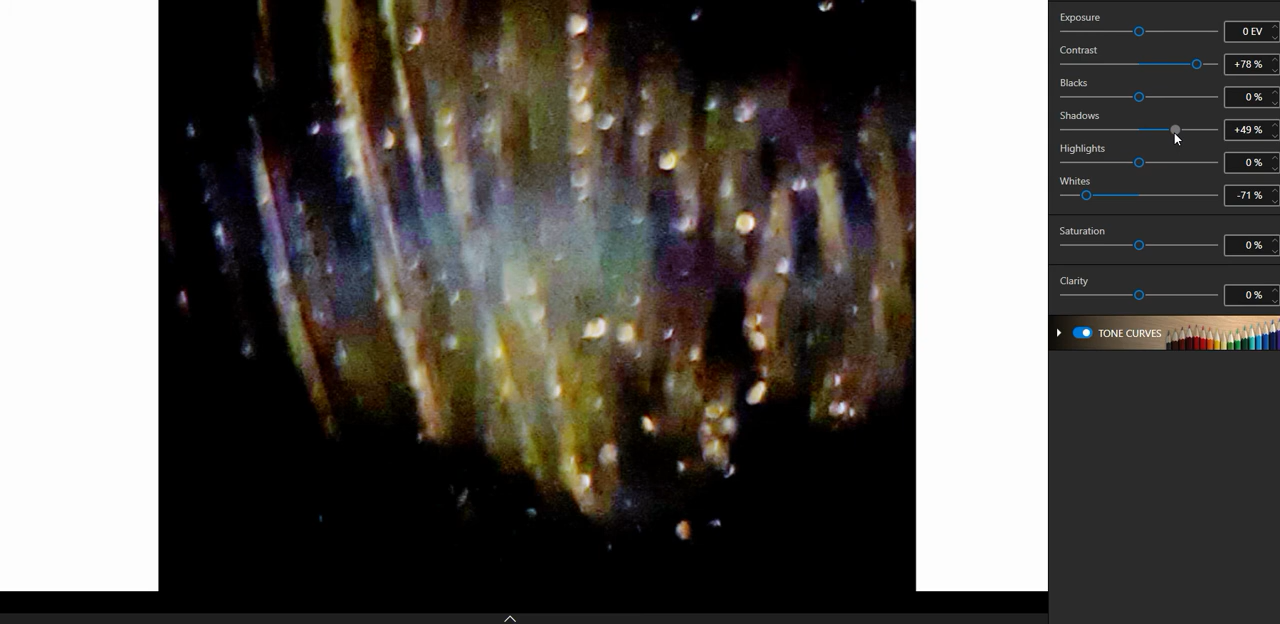 Exposure
0 EV
Contrast
+78 %
Blacks
0 %
Shadows
+49 %
Highlights
0 %
Whites
-71 %
Saturation
0 %
Clarity
0 %
TONE CURVES